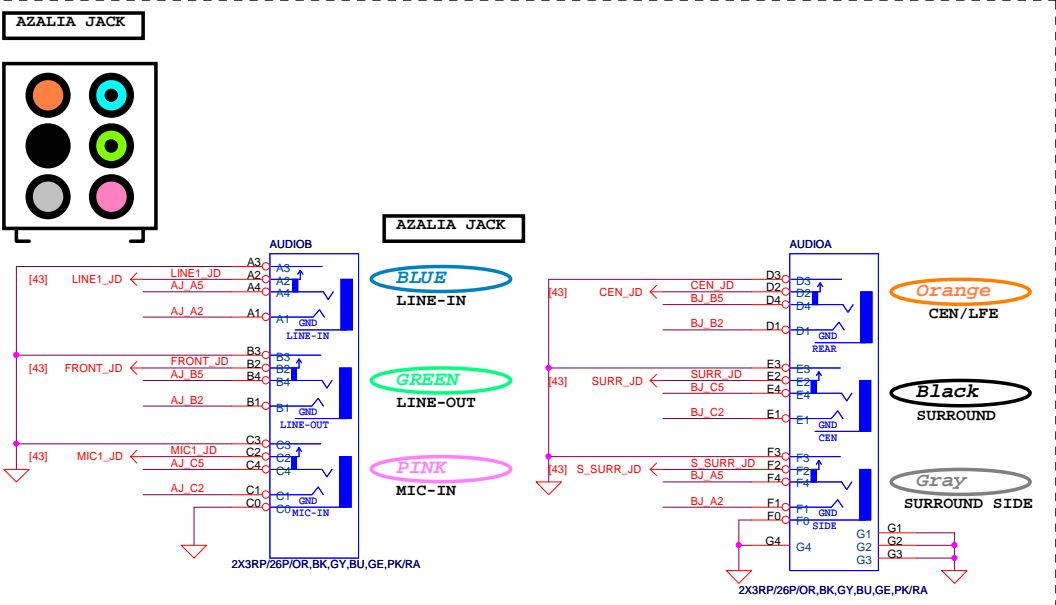 AZALIA JACK
AZALIA JACK
AUDIOB
A3 A3
[43] LINE1_JD LINE1_JD A2 A2
AJ_A5 A4 A4
AJ_A2 A1 A1
GND
LINE-IN
BLUE
LINE-IN
B3 B3
[43] FRONT_JD FRONT_JD B2 B2
AJ_B5 B4 B4
AJ_B2 B1 B1
GND
LINE-OUT
GREEN
LINE-OUT
C3 C3
[43] MIC1_JD MIC1_JD C2 C2
AJ_C5 C4 C4
AJ_C2 C1 C1
GND
C0 C0
MIC-IN
PINK
MIC-IN
2X3RP/26P/OR,BK,GY,BU,GE,PK/RA
AUDIOA
D3 D3
[43] CEN_JD CEN_JD D2 D2
BJ_B5 D4 D4
BJ_B2 D1 D1
GND
REAR
Orange
CEN/LFE
E3 E3
[43] SURR_JD SURR_JD E2 E2
BJ_C5 E4 E4
BJ_C2 E1 E1
GND
CEN
Black
SURROUND
F3 F3
[43] S_SURR_JD S_SURR_JD F2 F2
BJ_A5 F4 F4
BJ_A2 F1 F1
GND
F0 F0
SIDE
Gray
SURROUND SIDE
G4 G4
G1 G1
G2 G2
G3 G3
2X3RP/26P/OR,BK,GY,BU,GE,PK/RA